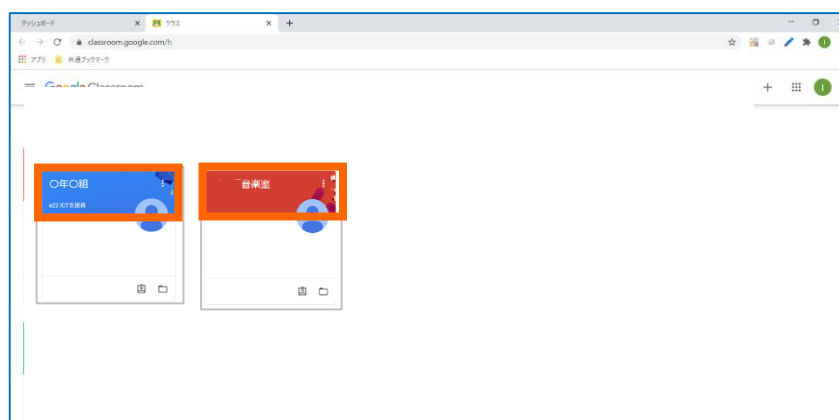 ダッシュボード
クラス
classroom.google.com/h
アプリ
共通ブックマーク
Google Classroom
〇年〇組
e22 ICT支援員
音楽室
I
I